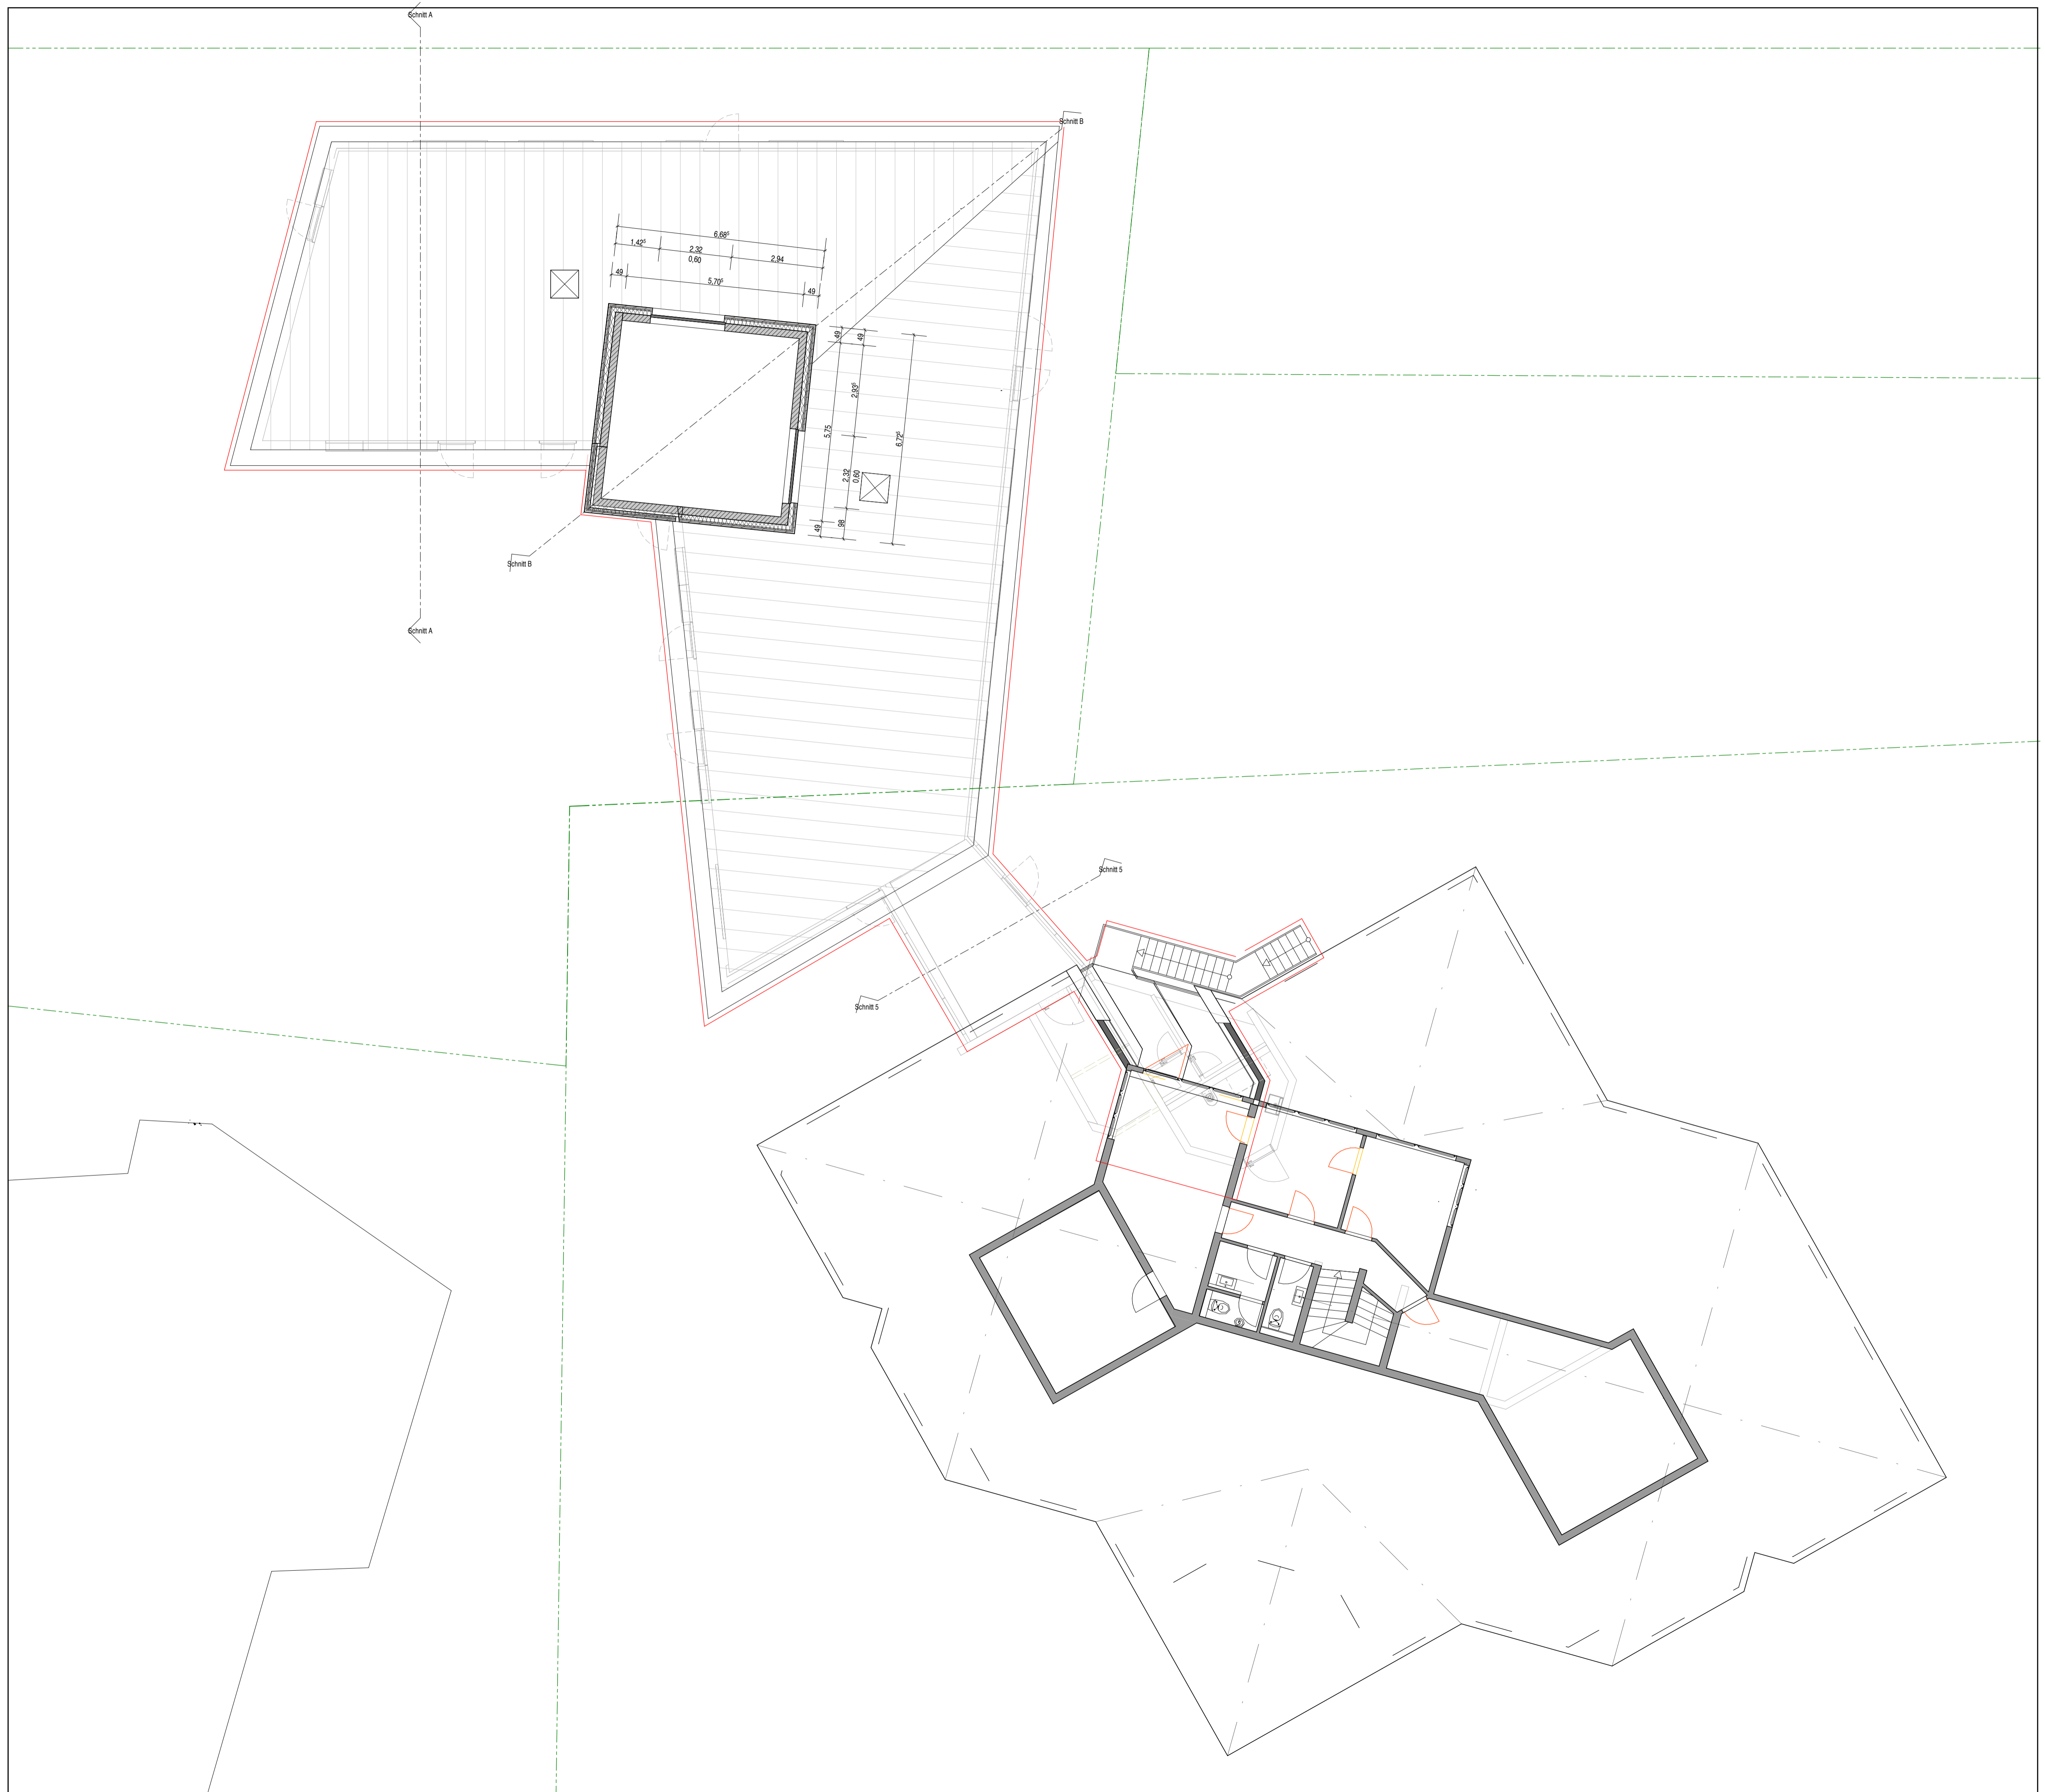 Schnitt A
Schnitt B
6,68⁵
1,42⁵
2,32
0,60
2,94
49
5,70⁵
49
49
49
2,93⁵
5,75
6,72⁵
2,32
0,60
98
49
Schnitt B
Schnitt A
Schnitt 5
Schnitt 5